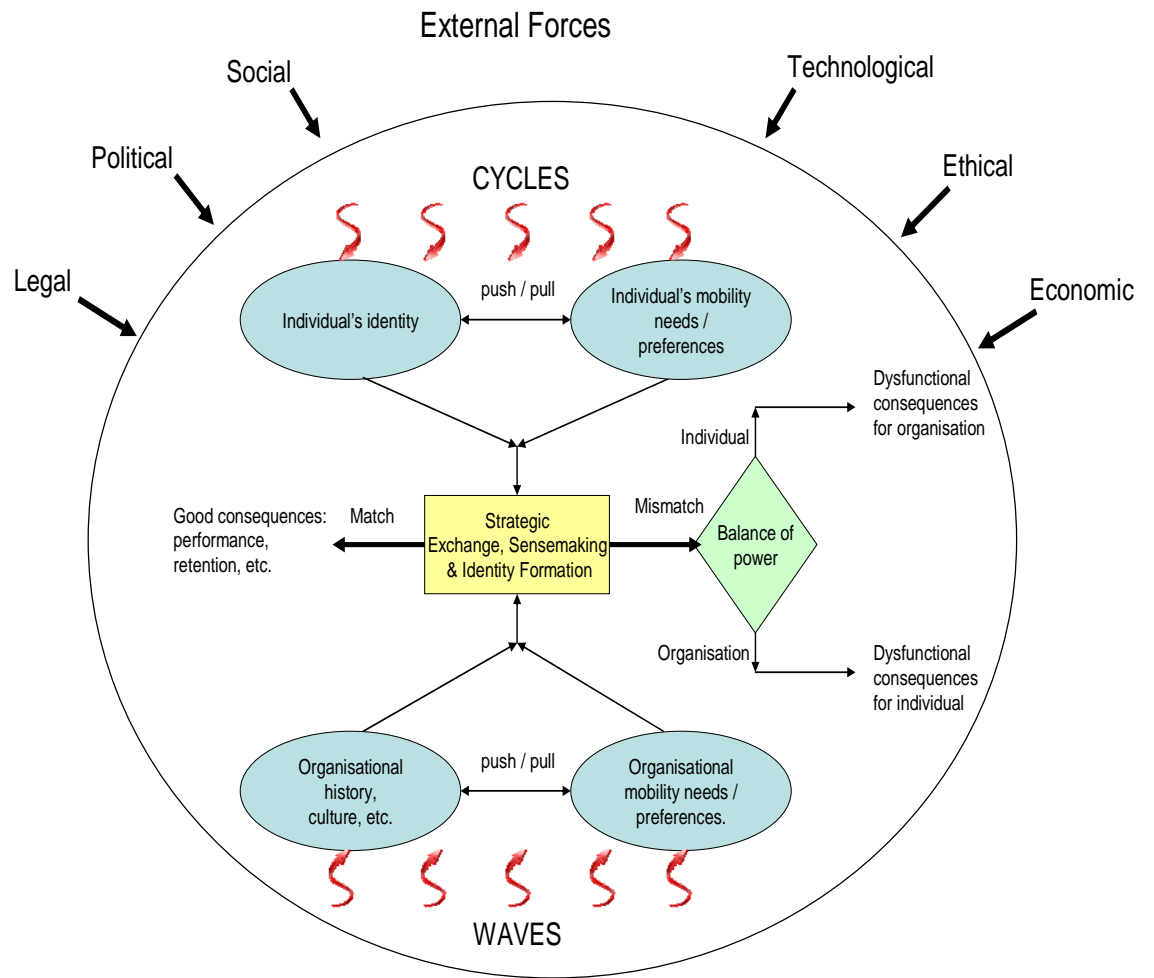 External Forces
Social
Technological
Political
Ethical
Legal
Economic
CYCLES
Individual's identity
push / pull
Individual's mobility
needs /
preferences
Dysfunctional
consequences
for organisation
Individual
Good consequences:
performance,
retention, etc.
Match
Strategic
Exchange, Sensemaking
& Identity Formation
Mismatch
Balance of
power
Organisation
Dysfunctional
consequences
for individual
Organisational
history,
culture, etc.
push / pull
Organisational
mobility needs /
preferences.
WAVES